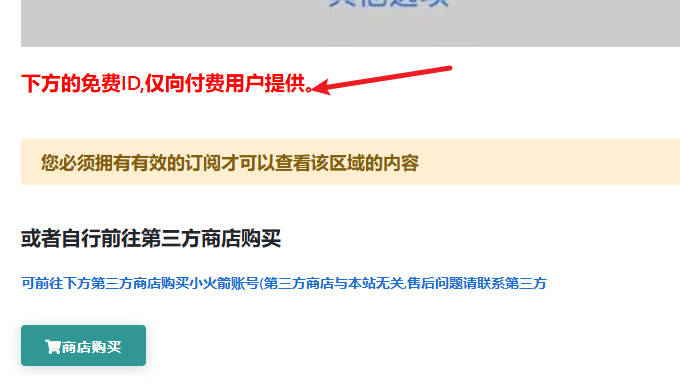 其他选项
下方的免费ID,仅向付费用户提供。
您必须拥有有效的订阅才可以查看该区域的内容
或者自行前往第三方商店购买
可前往下方第三方商店购买小火箭账号(第三方商店与本站无关,售后问题请联系第三方
商店购买